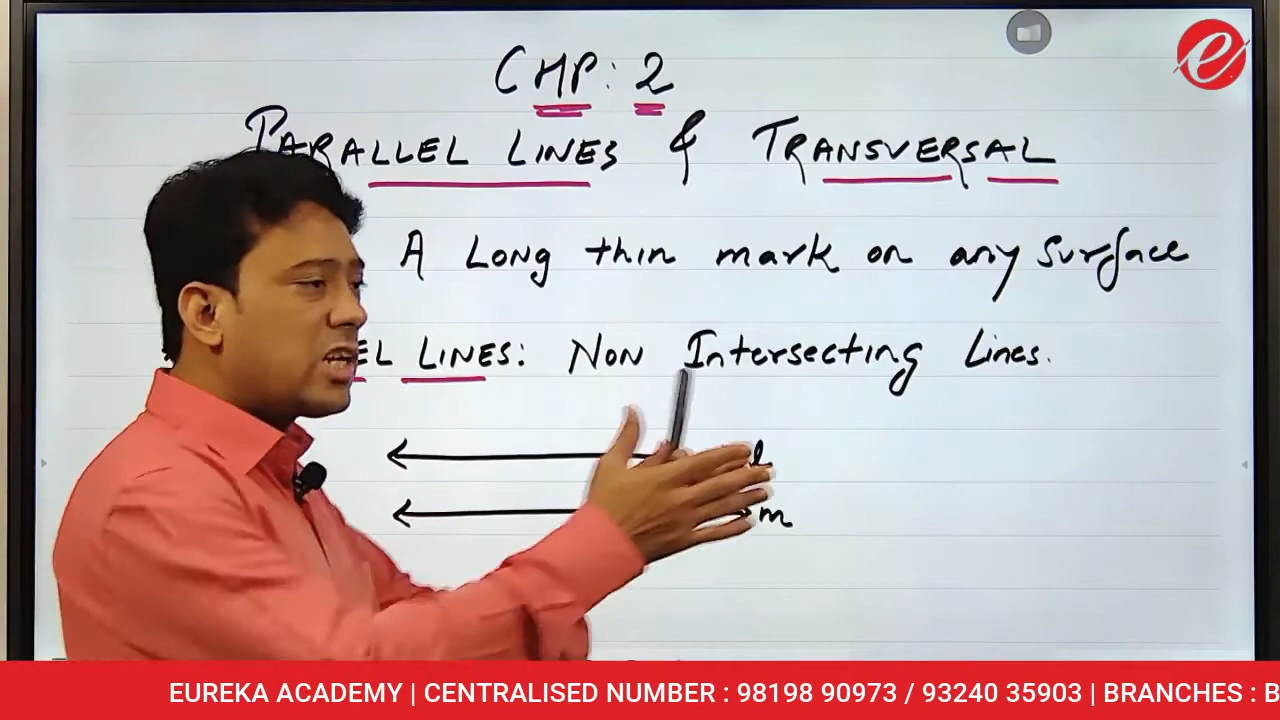 CHP: 2
PARALLEL LINES & TRANSVERSAL
A Long thin mark on any surface
LINES: NON Intersecting Lines.
l
m
e
EUREKA ACADEMY | CENTRALISED NUMBER : 98198 90973 / 93240 35903 | BRANCHES : B